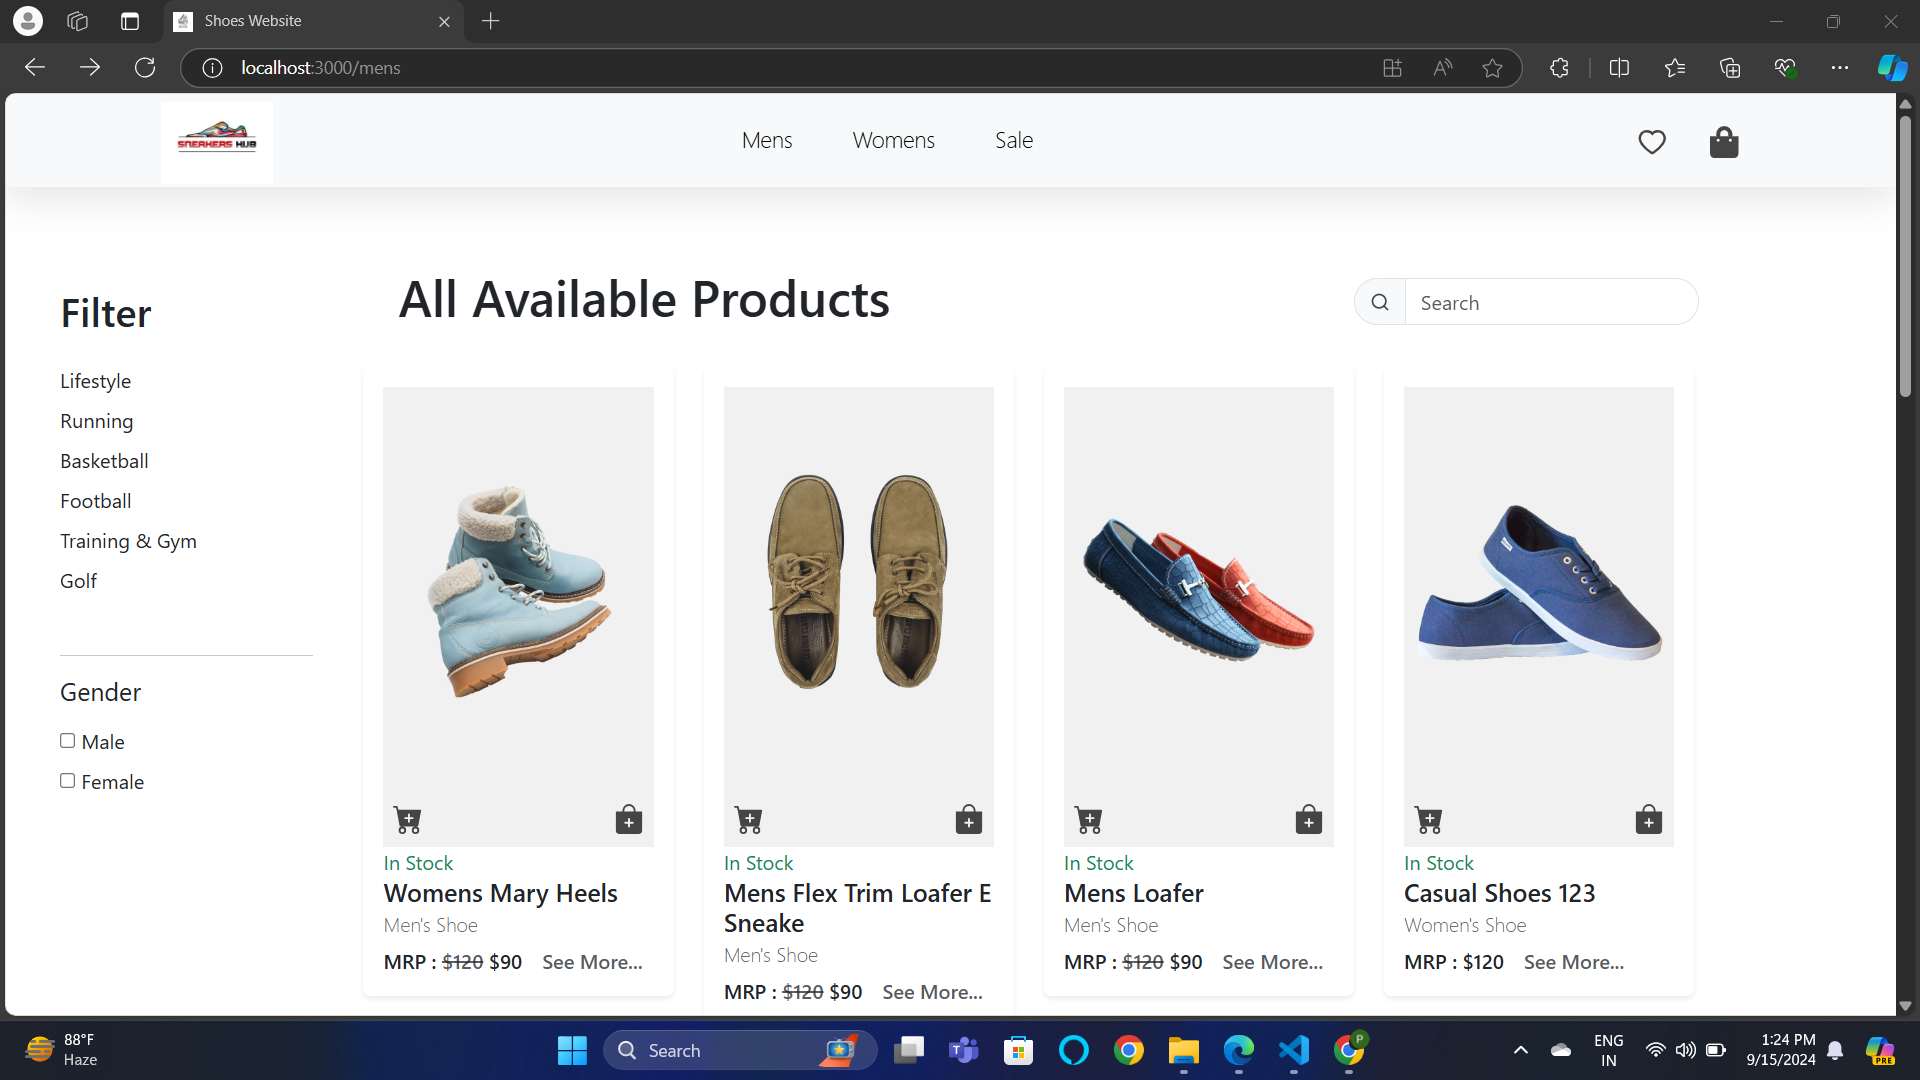 Shoes Website
localhost:3000/mens
SNEAKERS HUB
Mens Womens Sale
Filter
All Available Products
Search
Lifestyle
Running
Basketball
Football
Training & Gym
Golf
Gender
Male
Female
In Stock
Womens Mary Heels
Men's Shoe
MRP : $120 $90 See More...
In Stock
Mens Flex Trim Loafer E
Sneake
Men's Shoe
MRP : $120 $90 See More...
In Stock
Mens Loafer
Men's Shoe
MRP : $120 $90 See More...
In Stock
Casual Shoes 123
Women's Shoe
MRP : $120 See More...
88°F
Haze
Search
P
ENG
IN
1:24 PM
9/15/2024
PRE